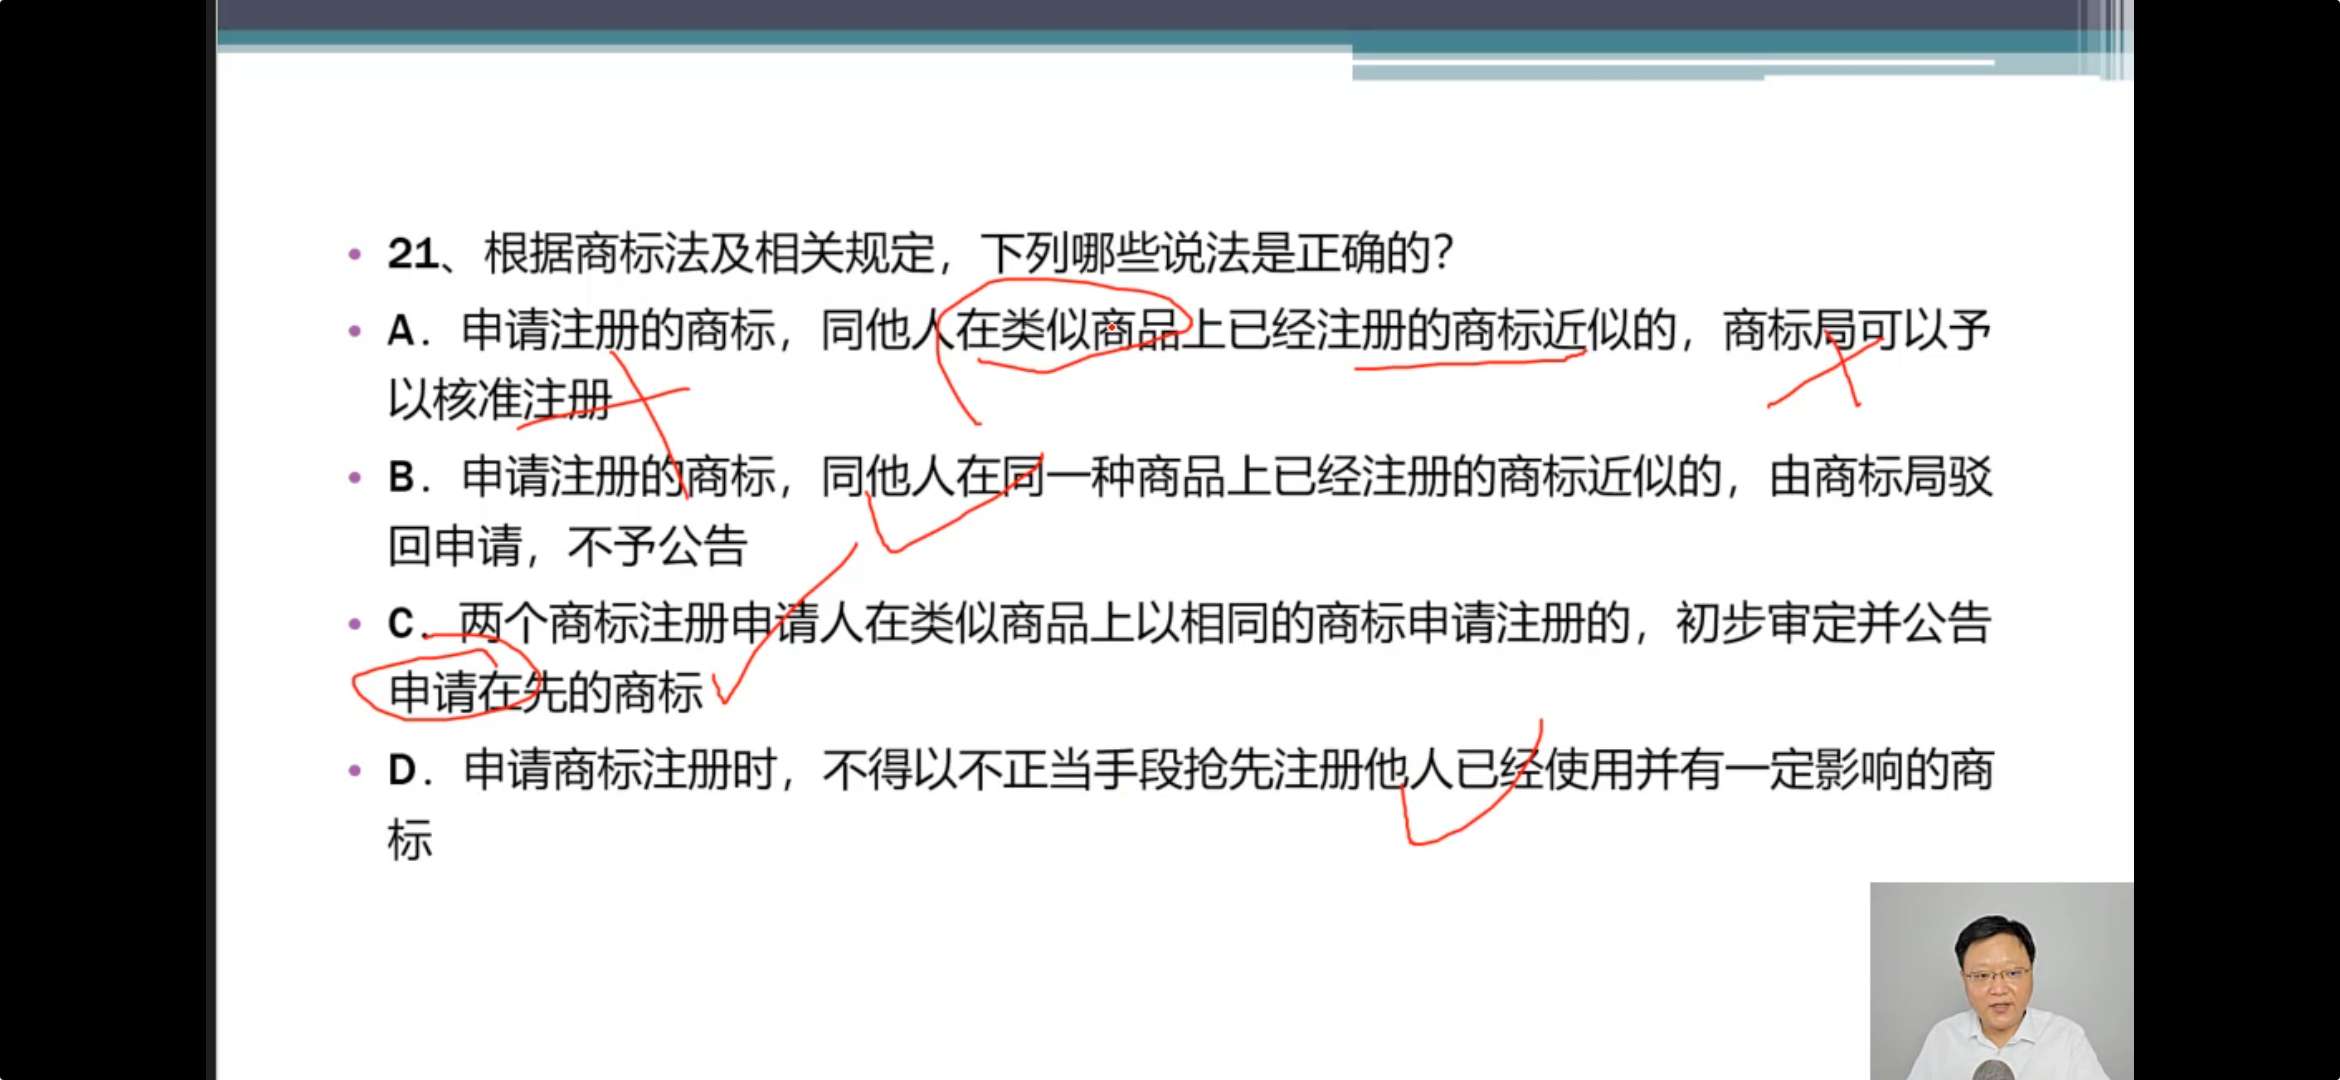 21、根据商标法及相关规定，下列哪些说法是正确的？
A．申请注册的商标，同他人在类似商品上已经注册的商标近似的，商标局可以予
以核准注册
B．申请注册的商标，同他人在同一种商品上已经注册的商标近似的，由商标局驳
回申请，不予公告
C．两个商标注册申请人在类似商品上以相同的商标申请注册的，初步审定并公告
申请在先的商标
D．申请商标注册时，不得以不正当手段抢先注册他人已经使用并有一定影响的商
标